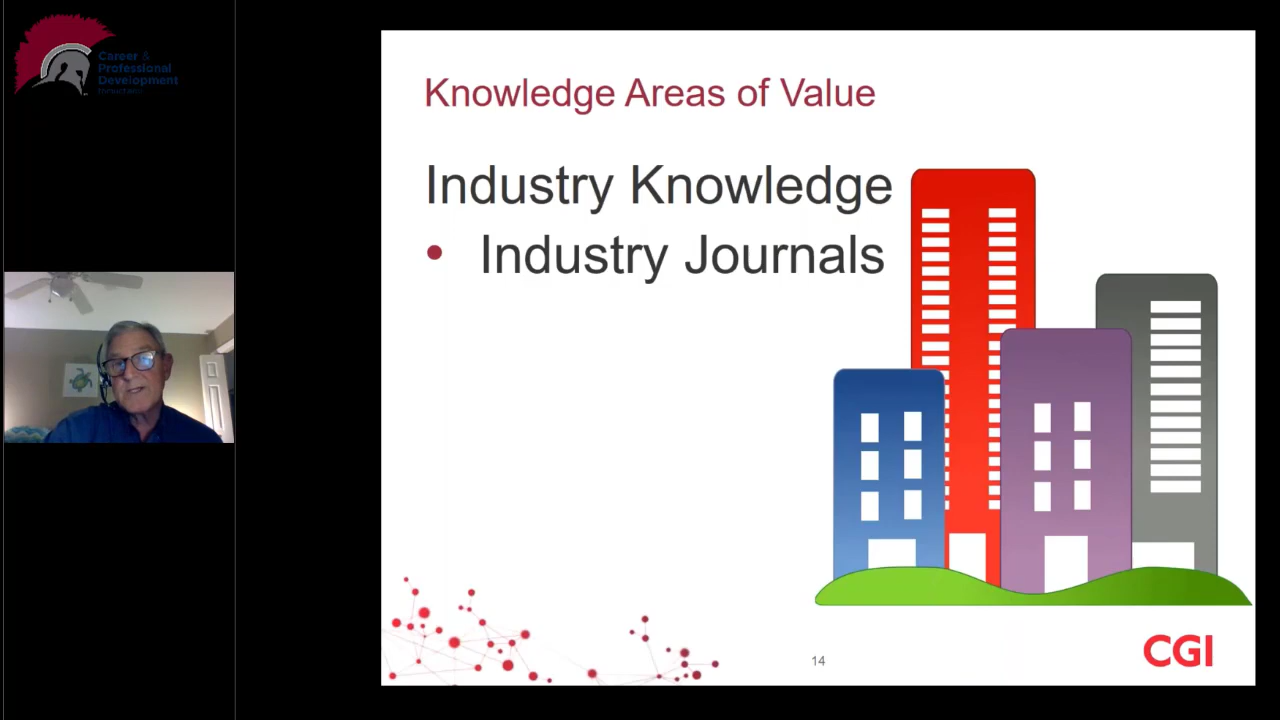 Career &
Professional
Development
Knowledge Areas of Value
Industry Knowledge
• Industry Journals
14
CGI